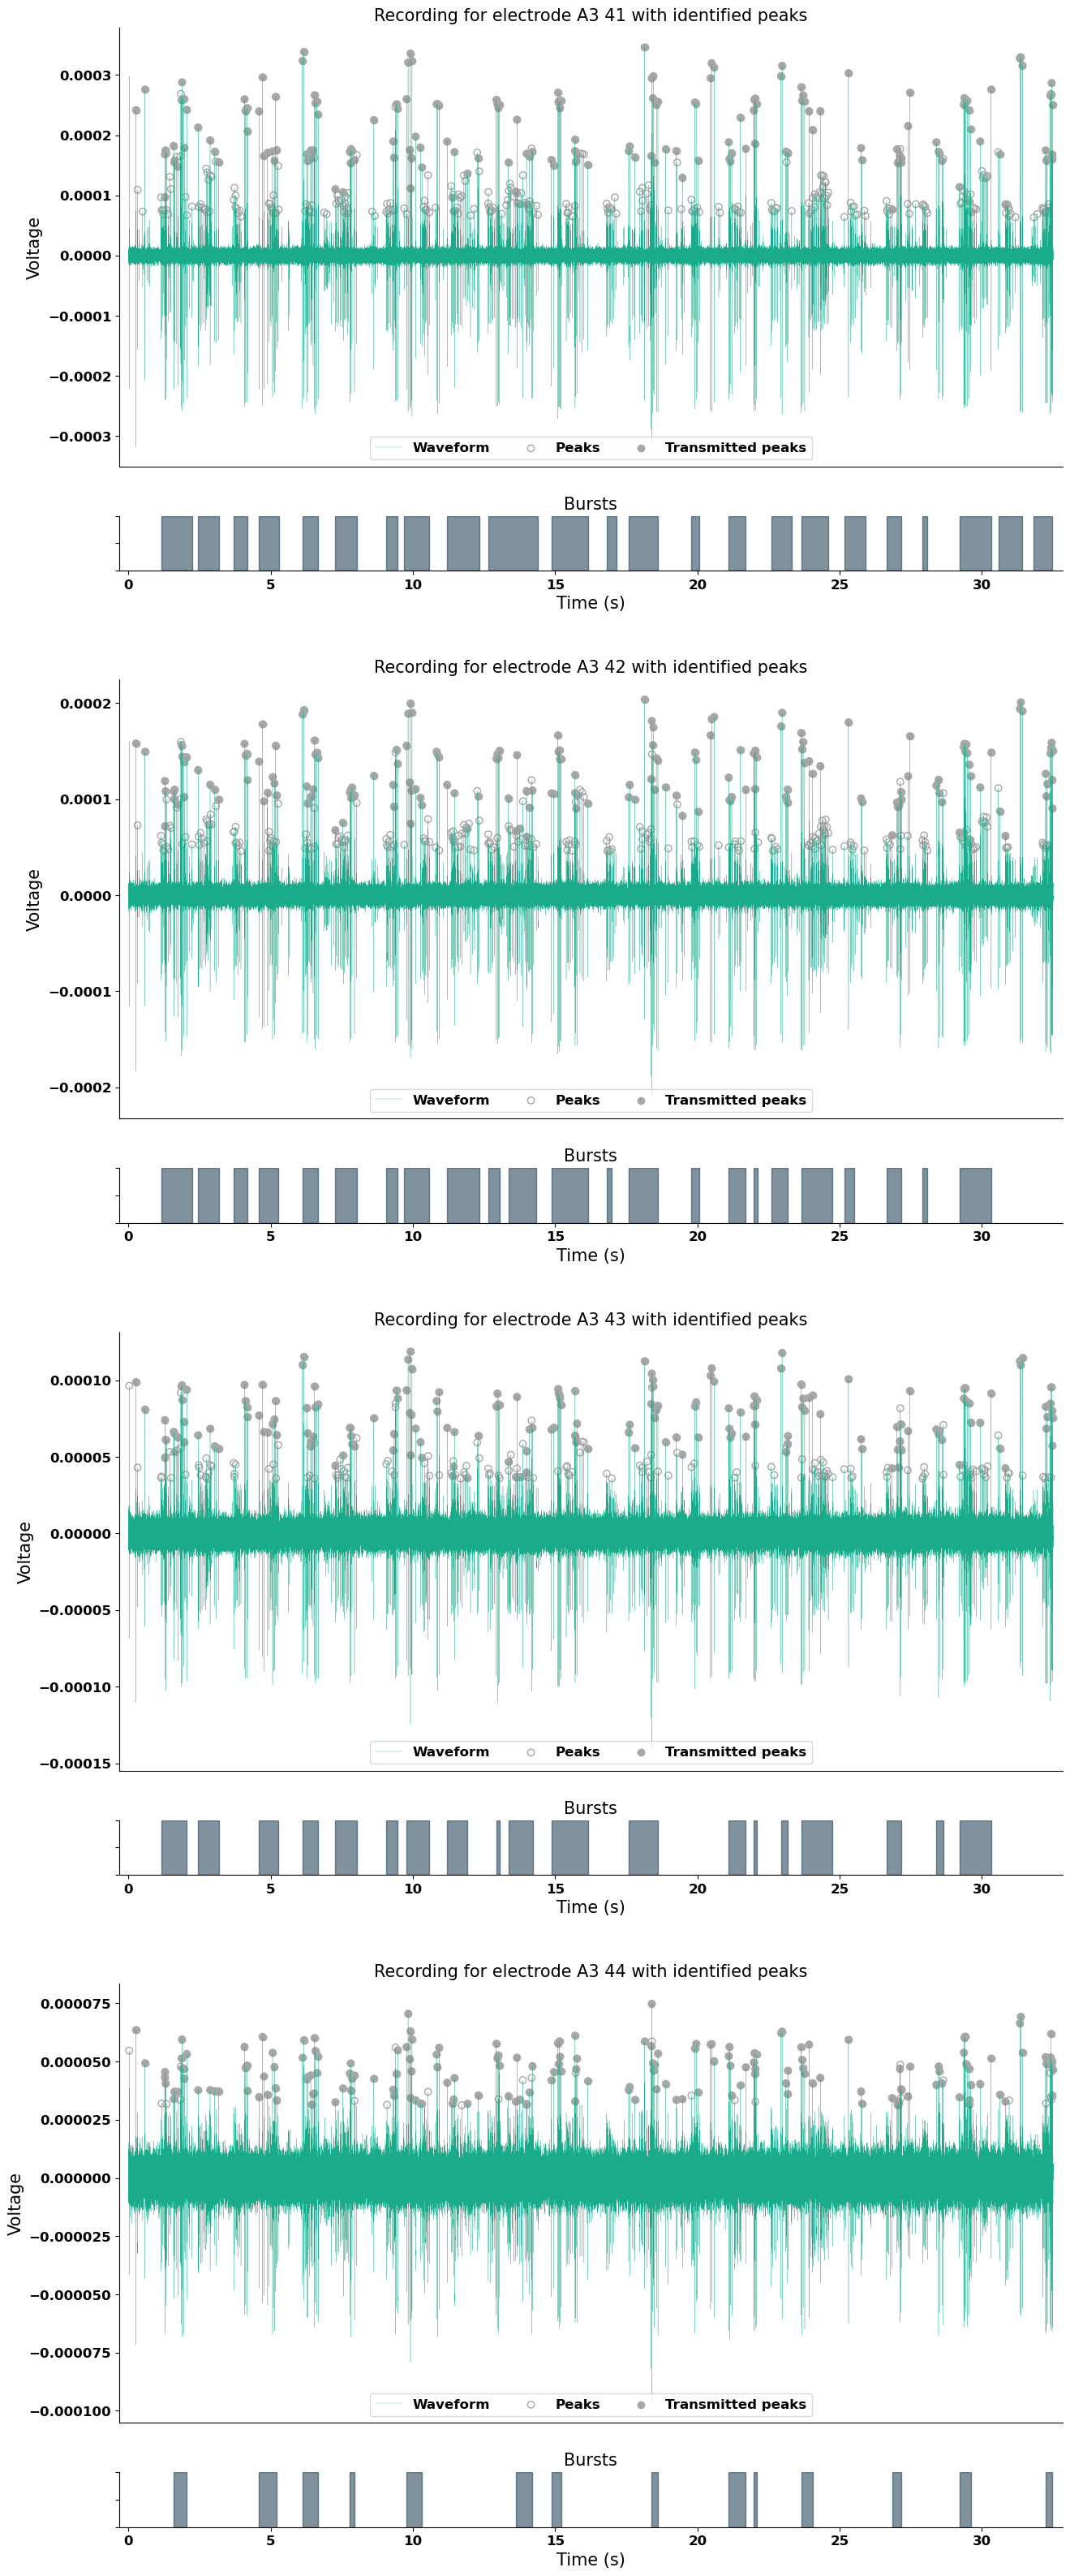 Recording for electrode A3 41 with identified peaks
0.0003
0.0002
0.0001
0.0000
−0.0001
−0.0002
−0.0003
Voltage
Waveform Peaks Transmitted peaks
Bursts
0 5 10 15 20 25 30
Time (s)
Recording for electrode A3 42 with identified peaks
0.0002
0.0001
0.0000
−0.0001
−0.0002
Voltage
Waveform Peaks Transmitted peaks
Bursts
0 5 10 15 20 25 30
Time (s)
Recording for electrode A3 43 with identified peaks
0.00010
0.00005
0.00000
−0.00005
−0.00010
−0.00015
Voltage
Waveform Peaks Transmitted peaks
Bursts
0 5 10 15 20 25 30
Time (s)
Recording for electrode A3 44 with identified peaks
0.000075
0.000050
0.000025
0.000000
−0.000025
−0.000050
−0.000075
−0.000100
Voltage
Waveform Peaks Transmitted peaks
Bursts
0 5 10 15 20 25 30
Time (s)